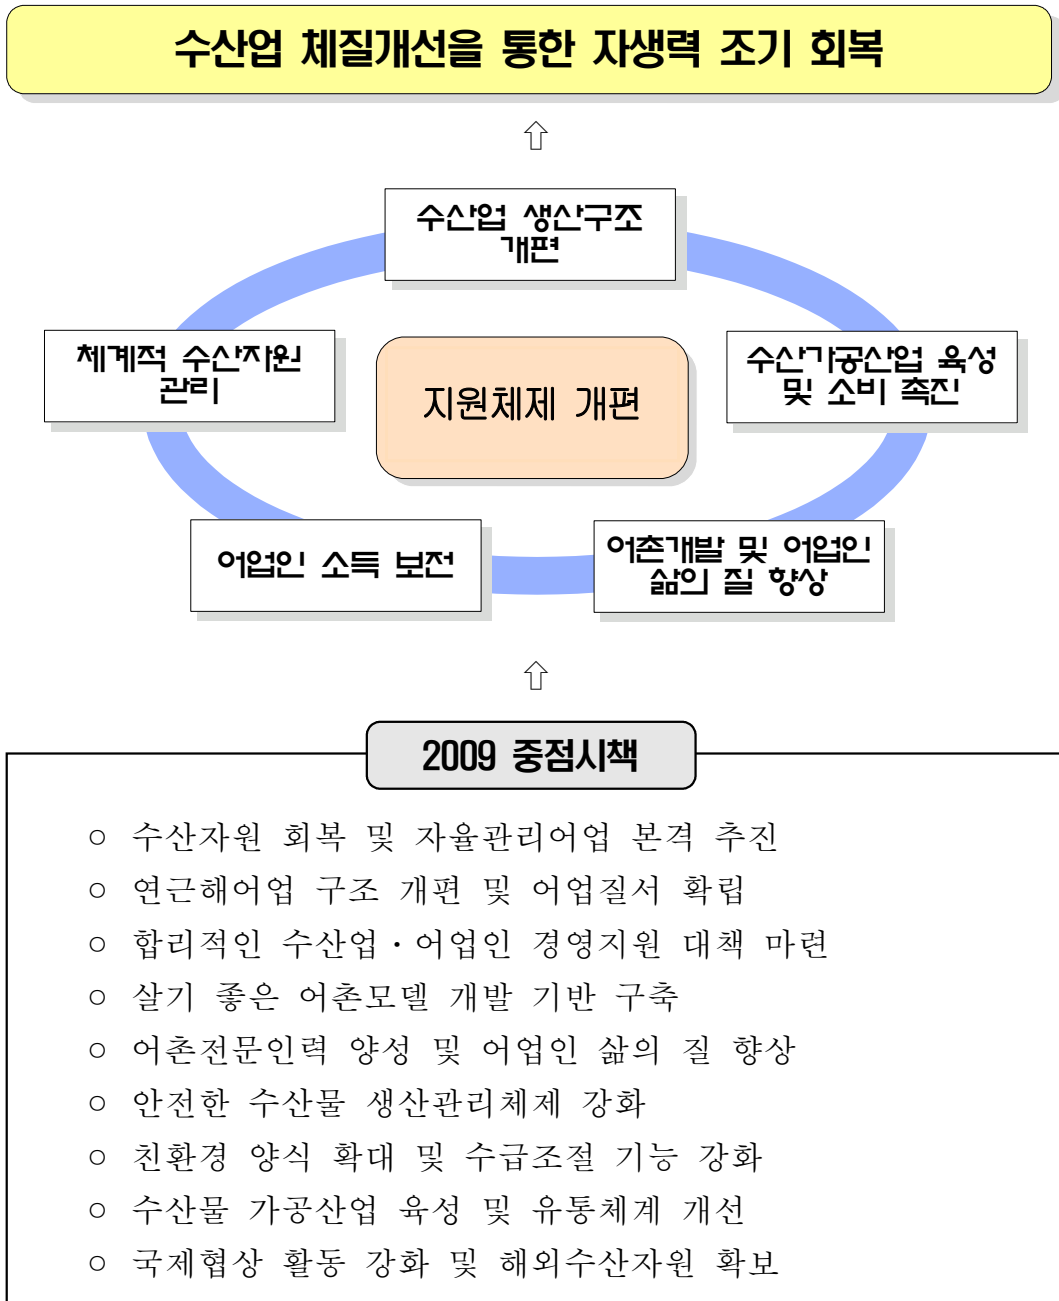 수산업 체질개선을 통한 자생력 조기 회복
⇧
수산업 생산구조
개편
체계적 수산자원
관리
지원체제 개편
수산가공산업 육성
및 소비 촉진
어업인 소득 보전
어촌개발 및 어업인
삶의 질 향상
⇧
2009 중점시책
○ 수산자원 회복 및 자율관리어업 본격 추진
○ 연근해어업 구조 개편 및 어업질서 확립
○ 합리적인 수산업·어업인 경영지원 대책 마련
○ 살기 좋은 어촌모델 개발 기반 구축
○ 어촌전문인력 양성 및 어업인 삶의 질 향상
○ 안전한 수산물 생산관리체제 강화
○ 친환경 양식 확대 및 수급조절 기능 강화
○ 수산물 가공산업 육성 및 유통체계 개선
○ 국제협상 활동 강화 및 해외수산자원 확보